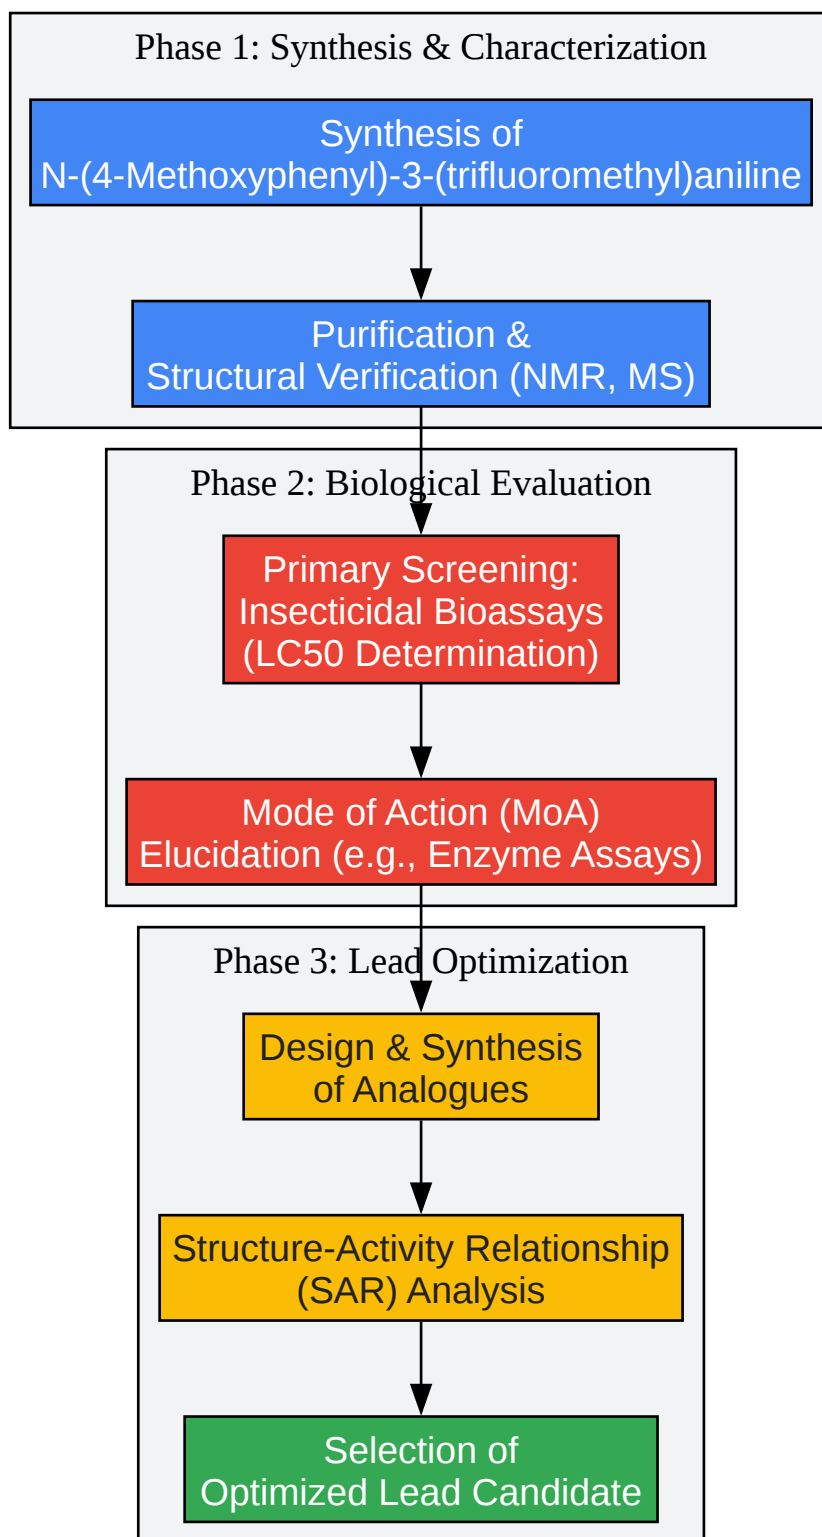 Phase 1: Synthesis & Characterization
Synthesis of
N-(4-Methoxyphenyl)-3-(trifluoromethyl)aniline
Purification &
Structural Verification (NMR, MS)
Phase 2: Biological Evaluation
Primary Screening:
Insecticidal Bioassays
(LC50 Determination)
Mode of Action (MoA)
Elucidation (e.g., Enzyme Assays)
Phase 3: Lead Optimization
Design & Synthesis
of Analogues
Structure-Activity Relationship
(SAR) Analysis
Selection of
Optimized Lead Candidate